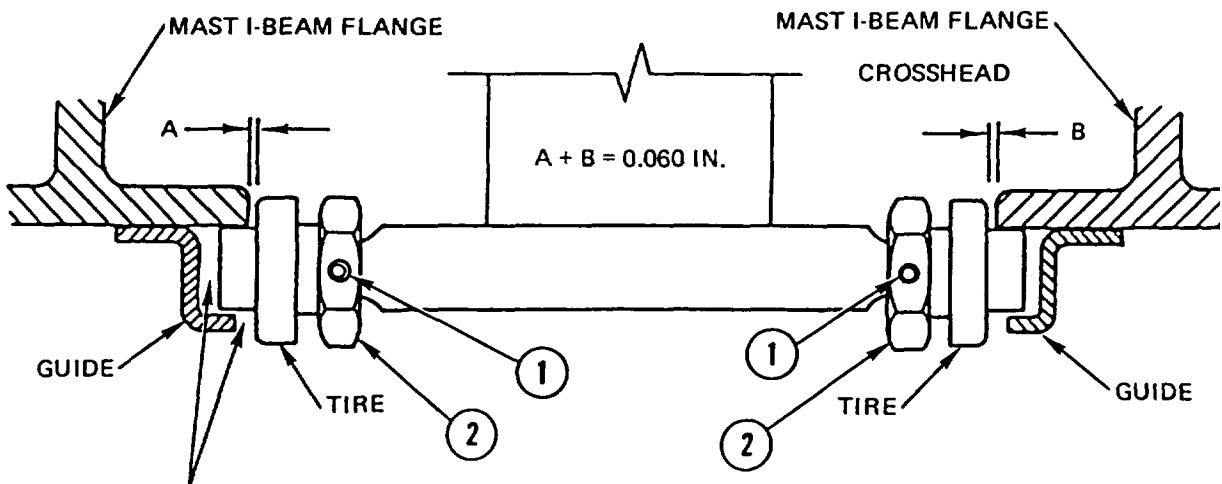 MAST I-BEAM FLANGE
MAST I-BEAM FLANGE
CROSSHEAD
A
B
A + B = 0.060 IN.
GUIDE
TIRE
1
2
1
2
TIRE
GUIDE